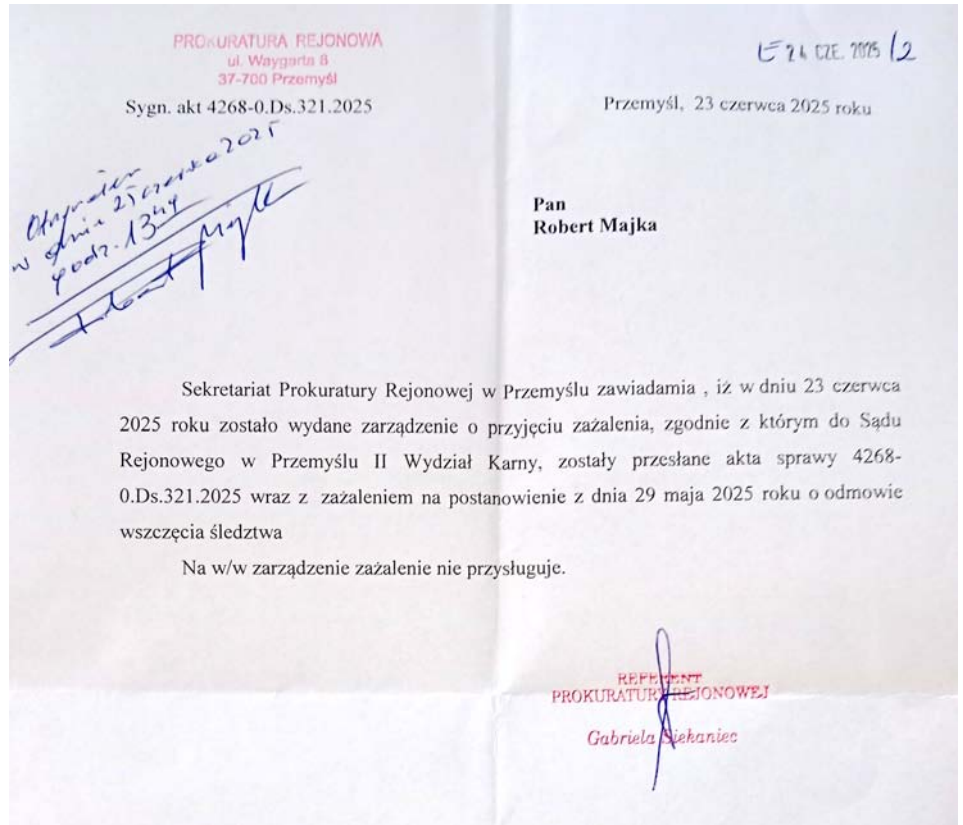 PROKURATURA REJONOWA
ul. Waygarta 8
37-700 Przemyśl
24 CZE. 2025 /2
Sygn. akt 4268-0.Ds.321.2025
Przemyśl, 23 czerwca 2025 roku
w dniu 25 czerwca 2025
godz. 13
Pan
Robert Majka
Sekretariat Prokuratury Rejonowej w Przemyślu zawiadamia , iż w dniu 23 czerwca
2025 roku zostało wydane zarządzenie o przyjęciu zażalenia, zgodnie z którym do Sądu
Rejonowego w Przemyślu II Wydział Karny, zostały przesłane akta sprawy 4268-
0.Ds.321.2025 wraz z zażaleniem na postanowienie z dnia 29 maja 2025 roku o odmowie
wszczęcia śledztwa
Na w/w zarządzenie zażalenie nie przysługuje.
REFERENT
PROKURATURY REJONOWEJ
Gabriela Siekaniec